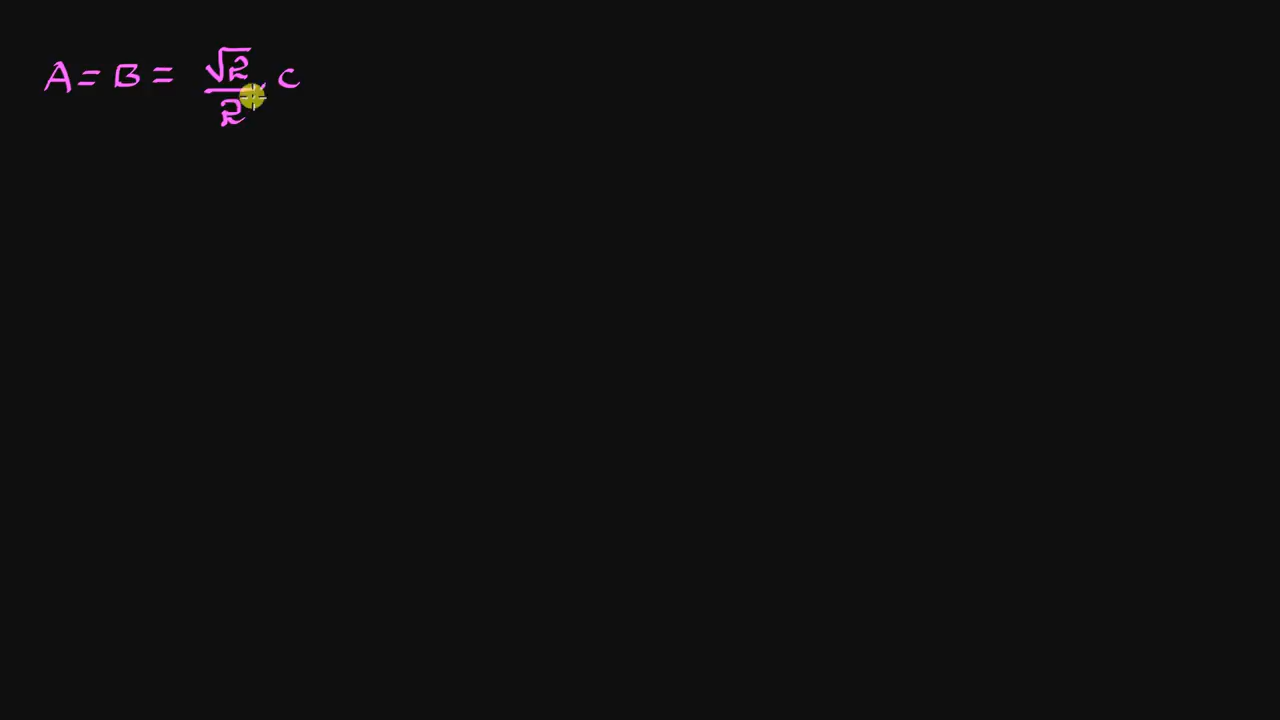 A = B = √2/2 · C